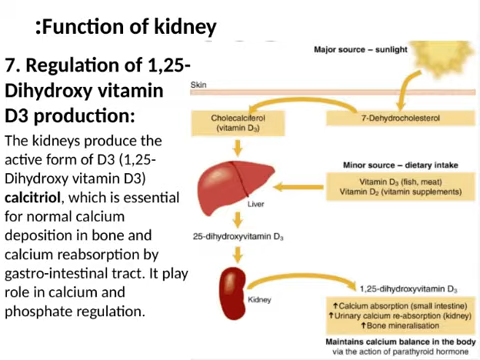 :Function of kidney
7. Regulation of 1,25-
Dihydroxy vitamin
D3 production:
The kidneys produce the
active form of D3 (1,25-
Dihydroxy vitamin D3)
calcitriol, which is essential
for normal calcium
deposition in bone and
calcium reabsorption by
gastro-intestinal tract. It play
role in calcium and
phosphate regulation.
Major source – sunlight
Skin
Cholecalciferol
(vitamin D₃)
7-Dehydrocholesterol
Minor source – dietary intake
Vitamin D₃ (fish, meat)
Vitamin D₂ (vitamin supplements)
Liver
25-dihydroxyvitamin D₃
Kidney
1,25-dihydroxyvitamin D₃
↑Calcium absorption (small intestine)
↑Urinary calcium re-absorption (kidney)
↑Bone mineralisation
Maintains calcium balance in the body
via the action of parathyroid hormone